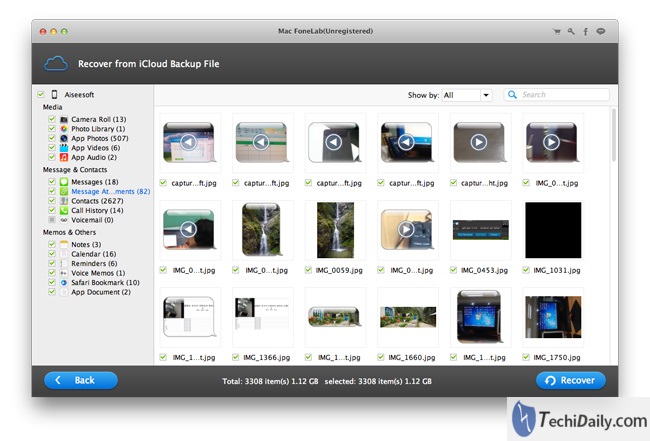 Mac FoneLab(Unregistered)
Recover from iCloud Backup File
Aiseesoft
Media
Camera Roll (13)
Photo Library (1)
App Photos (507)
App Videos (6)
App Audio (2)
Message & Contacts
Messages (18)
Message At...ments (82)
Contacts (2627)
Call History (14)
Voicemail (0)
Memos & Others
Notes (3)
Calendar (16)
Reminders (6)
Voice Memos (1)
Safari Bookmark (10)
App Document (2)
Show by: All
Search
captur...ft.jpg captur...ft.jpg captur...ft.jpg captur...ft.jpg captur...ht.jpg IMG_0...t.jpg
IMG_0...t.jpg IMG_0...t.jpg IMG_0059.jpg IMG_0...t.jpg IMG_0453.jpg IMG_1031.jpg
IMG_1...t.jpg IMG_1366.jpg IMG_1...t.jpg IMG_1660.jpg IMG_1...t.jpg IMG_1750.jpg
Back
Total: 3308 item(s) 1.12 GB selected: 3308 item(s) 1.12 GB
Recover
TechiDaily.com